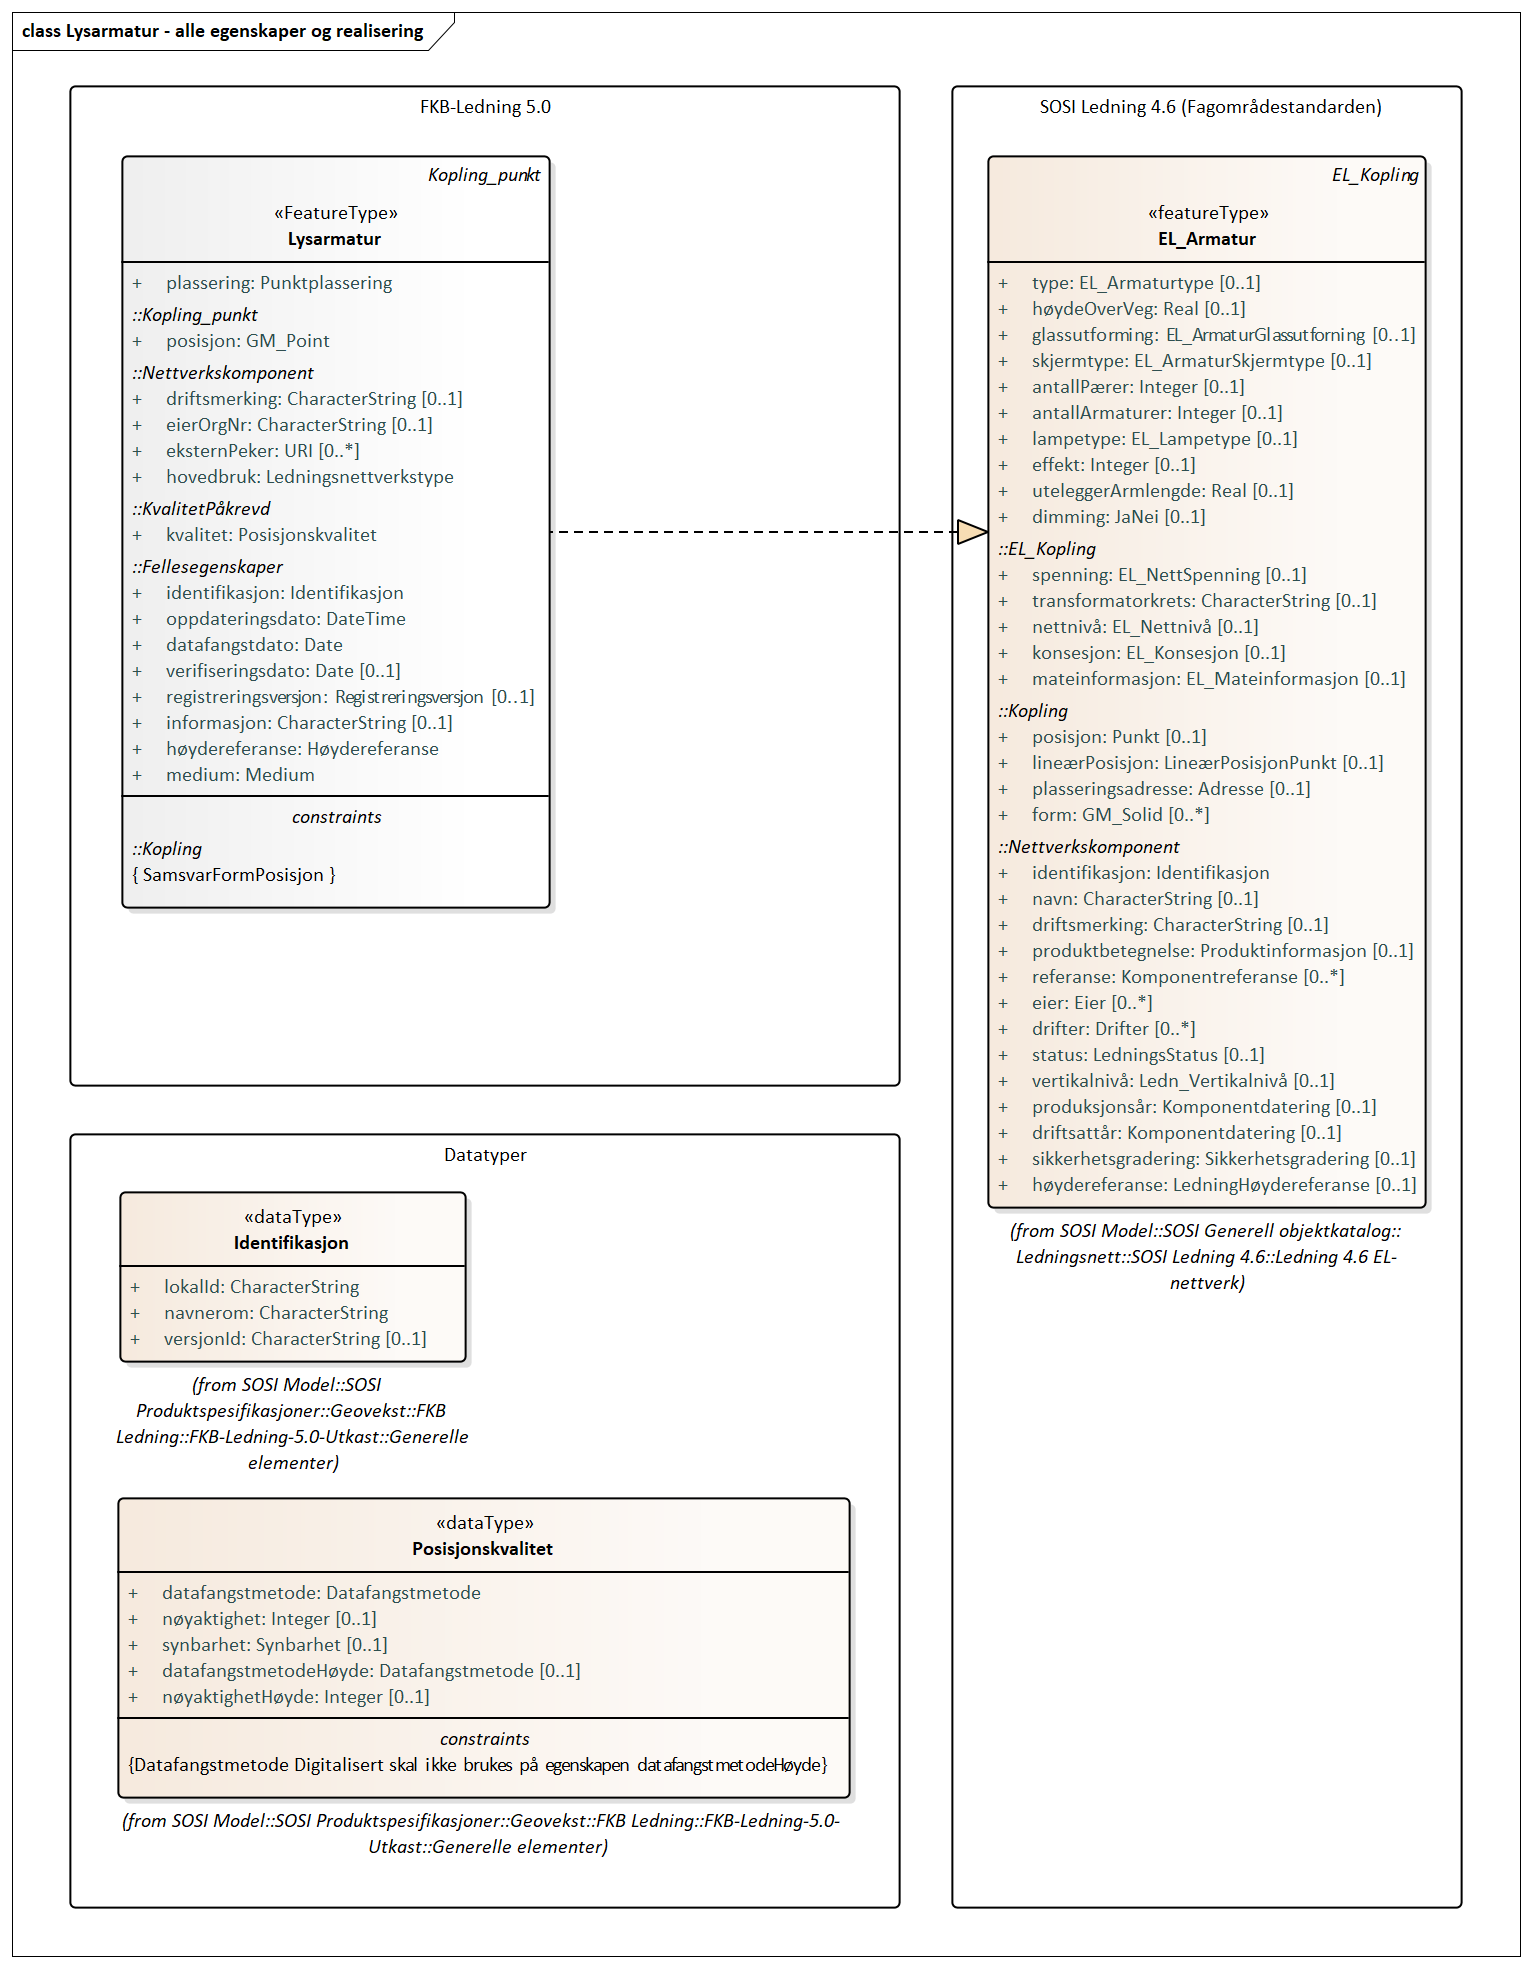 class Lysarmatur - alle egenskaper og realisering
FKB-Ledning 5.0
Kopling_punkt
«FeatureType»
Lysarmatur
+ plassering: Punktplassering
::Kopling_punkt
+ posisjon: GM_Point
::Nettverkskomponent
+ driftsmerking: CharacterString [0..1]
+ eierOrgNr: CharacterString [0..1]
+ eksternPeker: URI [0..*]
+ hovedbruk: Ledningsnettverkstype
::KvalitetPåkrevd
+ kvalitet: Posisjonskvalitet
::Fellesegenskaper
+ identifikasjon: Identifikasjon
+ oppdateringsdato: DateTime
+ datafangstdato: Date
+ verifiseringsdato: Date [0..1]
+ registreringsversjon: Registreringsversjon [0..1]
+ informasjon: CharacterString [0..1]
+ høydereferanse: Høydereferanse
+ medium: Medium
constraints
::Kopling
{ SamsvarFormPosisjon }
SOSI Ledning 4.6 (Fagområdestandarden)
EL_Kopling
«featureType»
EL_Armatur
+ type: EL_Armaturtype [0..1]
+ høydeOverVeg: Real [0..1]
+ glassutforming: EL_ArmaturGlassutforning [0..1]
+ skjermtype: EL_ArmaturSkjermtype [0..1]
+ antallPærer: Integer [0..1]
+ antallArmaturer: Integer [0..1]
+ lampetype: EL_Lampetype [0..1]
+ effekt: Integer [0..1]
+ uteleggerArmlengde: Real [0..1]
+ dimming: JaNei [0..1]
::EL_Kopling
+ spenning: EL_NettSpenning [0..1]
+ transformatorkrets: CharacterString [0..1]
+ nettnivå: EL_Nettnivå [0..1]
+ konsesjon: EL_Konsesjon [0..1]
+ mateinformasjon: EL_Mateinformasjon [0..1]
::Kopling
+ posisjon: Punkt [0..1]
+ lineærPosisjon: LineærPosisjonPunkt [0..1]
+ plasseringsadresse: Adresse [0..1]
+ form: GM_Solid [0..*]
::Nettverkskomponent
+ identifikasjon: Identifikasjon
+ navn: CharacterString [0..1]
+ driftsmerking: CharacterString [0..1]
+ produktbetegnelse: Produktinformasjon [0..1]
+ referanse: Komponentreferanse [0..*]
+ eier: Eier [0..*]
+ drifter: Drifter [0..*]
+ status: LedningsStatus [0..1]
+ vertikalnivå: Ledn_Vertikalnivå [0..1]
+ produksjonsår: Komponentdatering [0..1]
+ driftsattår: Komponentdatering [0..1]
+ sikkerhetsgradering: Sikkerhetsgradering [0..1]
+ høydereferanse: LedningHøydereferanse [0..1]
(from SOSI Model::SOSI Generell objektkatalog::
Ledningsnett::SOSI Ledning 4.6::Ledning 4.6 EL-
nettverk)
Datatyper
«dataType»
Identifikasjon
+ lokalId: CharacterString
+ navnerom: CharacterString
+ versjonId: CharacterString [0..1]
(from SOSI Model::SOSI
Produktspesifikasjoner::Geovekst::FKB
Ledning::FKB-Ledning-5.0-Utkast::Generelle
elementer)
«dataType»
Posisjonskvalitet
+ datafangstmetode: Datafangstmetode
+ nøyaktighet: Integer [0..1]
+ synbarhet: Synbarhet [0..1]
+ datafangstmetodeHøyde: Datafangstmetode [0..1]
+ nøyaktighetHøyde: Integer [0..1]
constraints
{Datafangstmetode Digitalisert skal ikke brukes på egenskapen datafangstmetodeHøyde}
(from SOSI Model::SOSI Produktspesifikasjoner::Geovekst::FKB Ledning::FKB-Ledning-5.0-
Utkast::Generelle elementer)